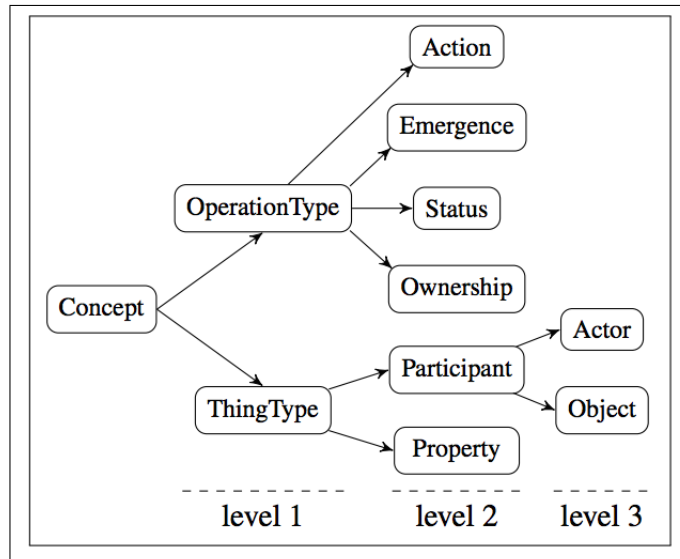 Action
Emergence
OperationType
Status
Ownership
Concept
Actor
Participant
ThingType
Object
Property
level 1 level 2 level 3